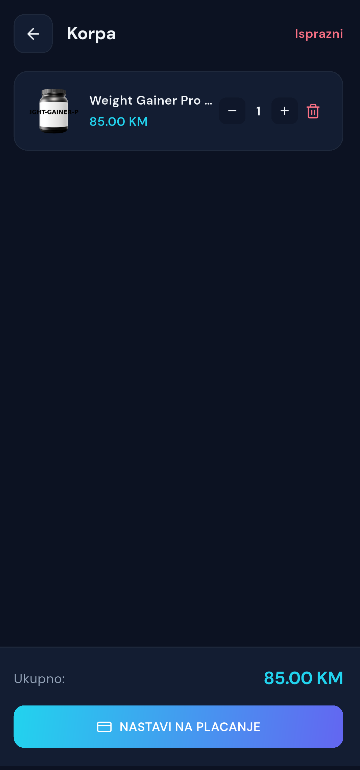 Korpa
Isprazni
Weight Gainer Pro ...
85.00 KM
1
Ukupno:
85.00 KM
NASTAVI NA PLACANJE